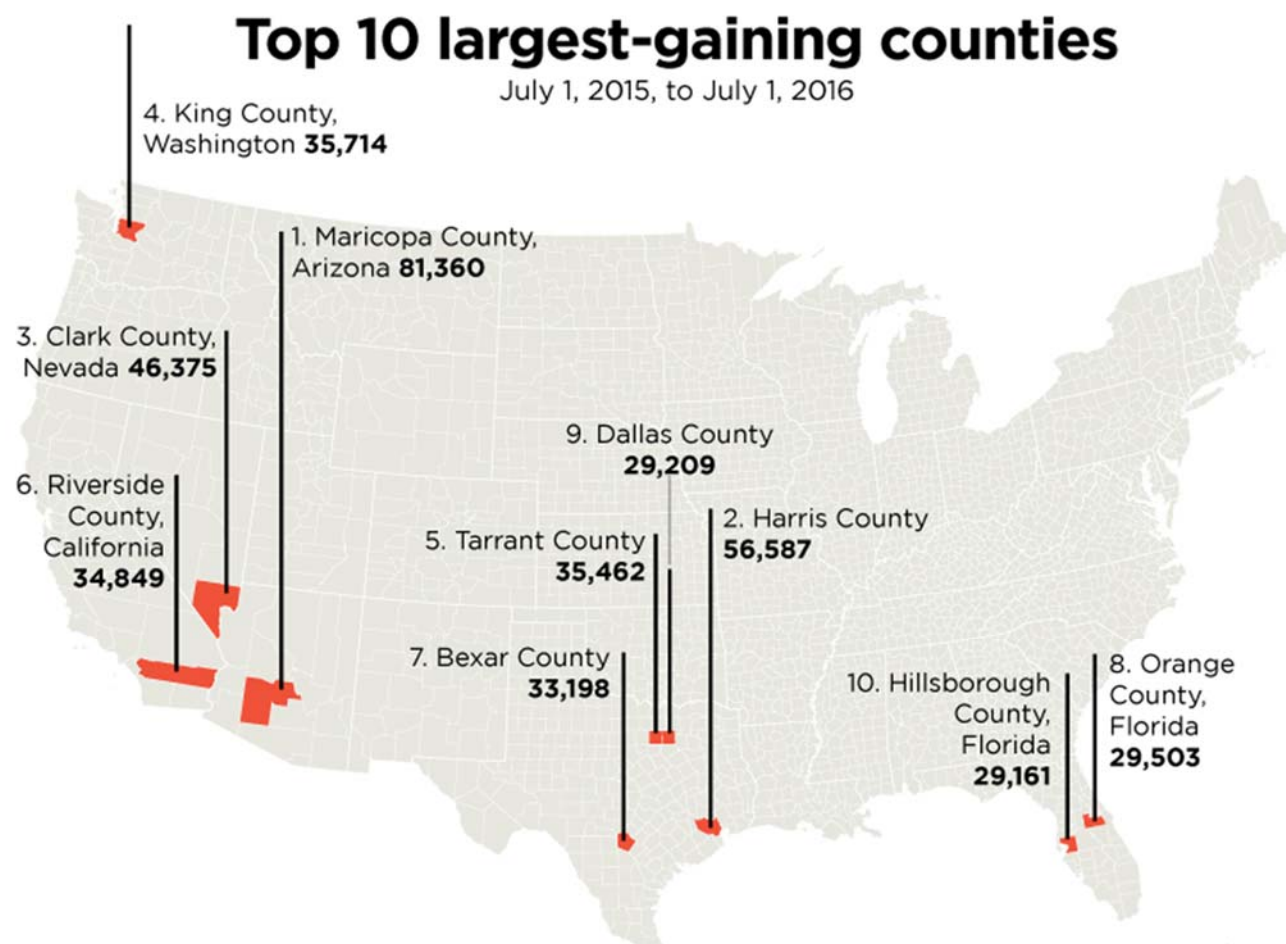 Top 10 largest-gaining counties
July 1, 2015, to July 1, 2016
4. King County,
Washington 35,714
1. Maricopa County,
Arizona 81,360
3. Clark County,
Nevada 46,375
9. Dallas County
29,209
6. Riverside
County,
California
34,849
2. Harris County
56,587
5. Tarrant County
35,462
7. Bexar County
33,198
8. Orange
County,
Florida
29,503
10. Hillsborough
County,
Florida
29,161